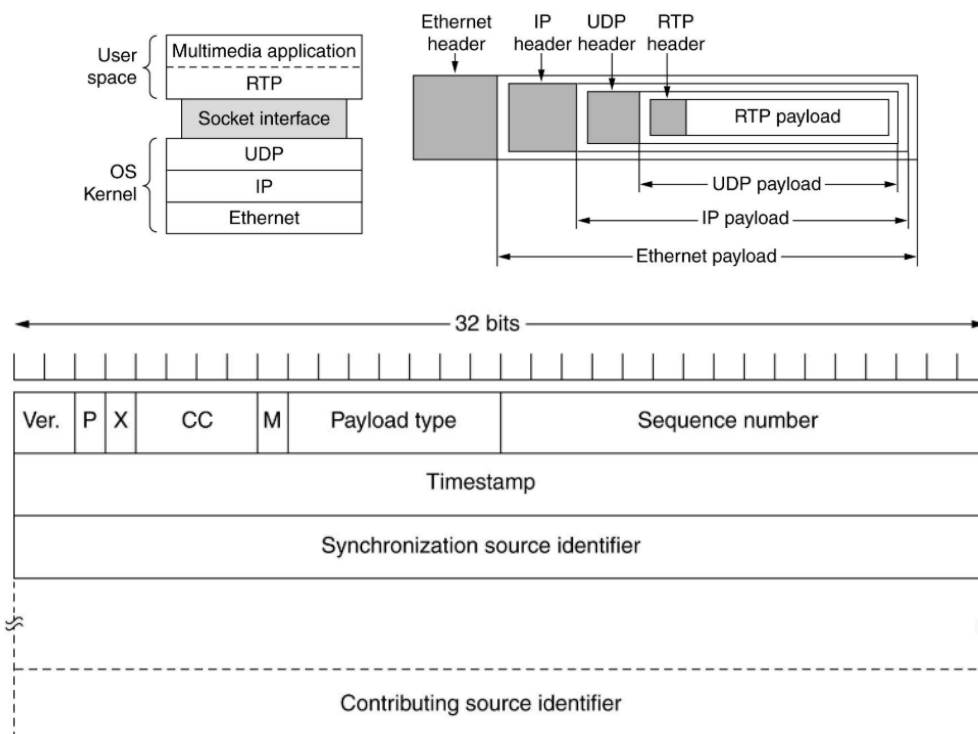 User
space
Multimedia application
RTP
Socket interface
OS
Kernel
UDP
IP
Ethernet
Ethernet
header
IP
header
UDP
header
RTP
header
RTP payload
UDP payload
IP payload
Ethernet payload
32 bits
Ver. P X CC M Payload type Sequence number
Timestamp
Synchronization source identifier
Contributing source identifier